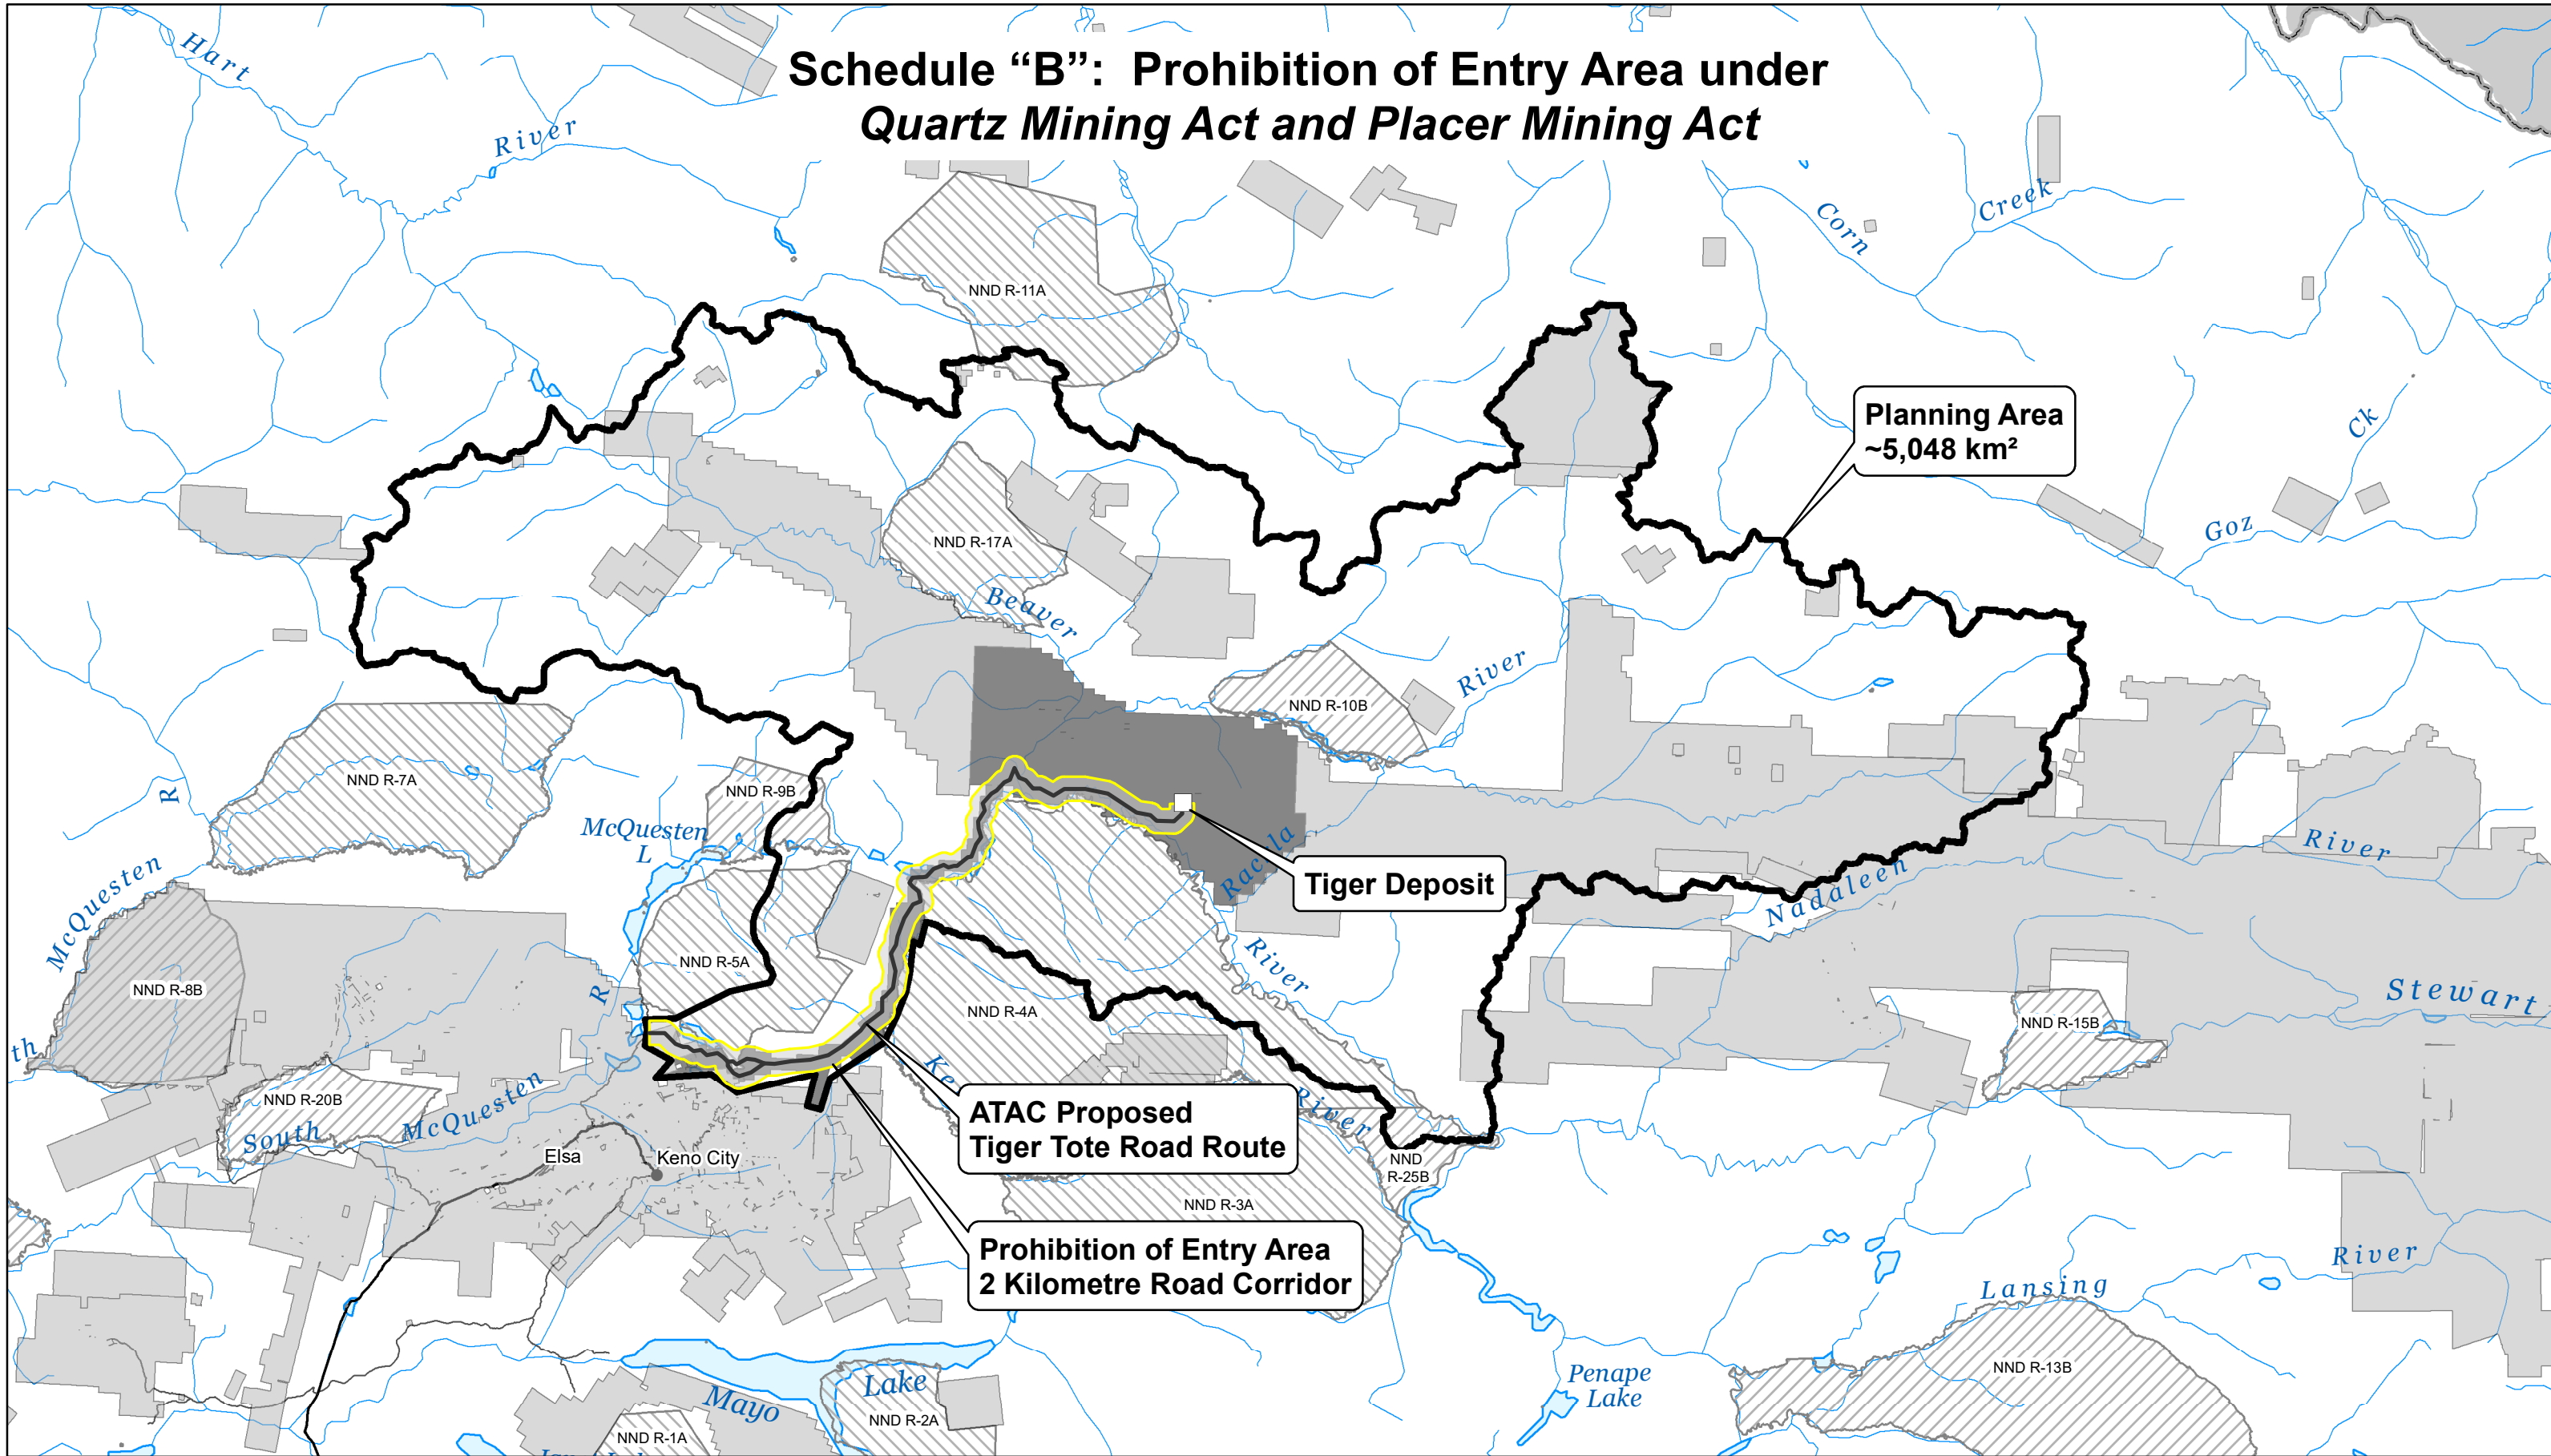 Schedule “B”: Prohibition of Entry Area under
Quartz Mining Act and Placer Mining Act
Hart
River
Corn
Creek
NND R-11A
Planning Area
~5,048 km²
Goz
Ck
NND R-17A
Beaver
River
NND R-10B
NND R-7A
NND R-9B
R
McQuesten
L
McQuesten
Tiger Deposit
River
Nadaleen
NND R-5A
River
NND R-8B
R
NND R-4A
Stewart
NND R-15B
th
NND R-20B
South
McQuesten
ATAC Proposed
Tiger Tote Road Route
River
Elsa
Keno City
NND
R-25B
NND R-3A
Prohibition of Entry Area
2 Kilometre Road Corridor
River
Lansing
NND R-13B
Penape
Lake
Mayo
Lake
NND R-2A
NND R-1A